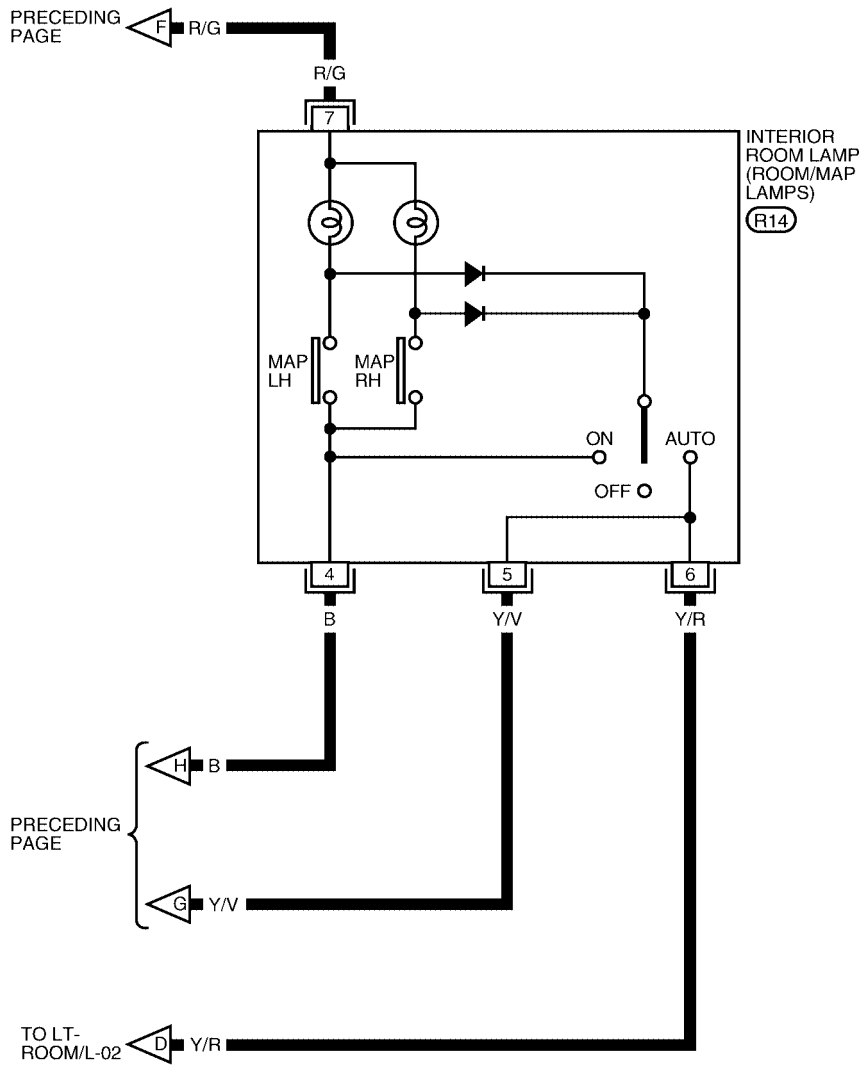 PRECEDING
PAGE
F
R/G
R/G
7
INTERIOR
ROOM LAMP
(ROOM/MAP
LAMPS)
R14
MAP
LH
MAP
RH
ON
AUTO
OFF
4
5
6
B
Y/V
Y/R
H
B
PRECEDING
PAGE
G
Y/V
TO LT-
ROOM/L-02
D
Y/R